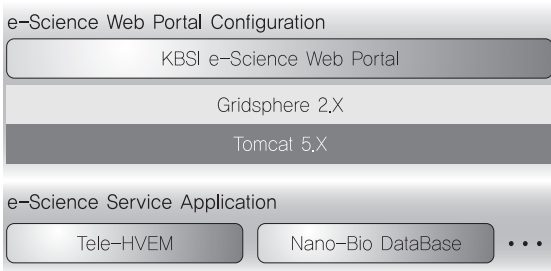 e-Science Web Portal Configuration
KBSI e-Science Web Portal
Gridsphere 2.X
Tomcat 5.X
e-Science Service Application
Tele-HVEM
Nano-Bio DataBase
•••